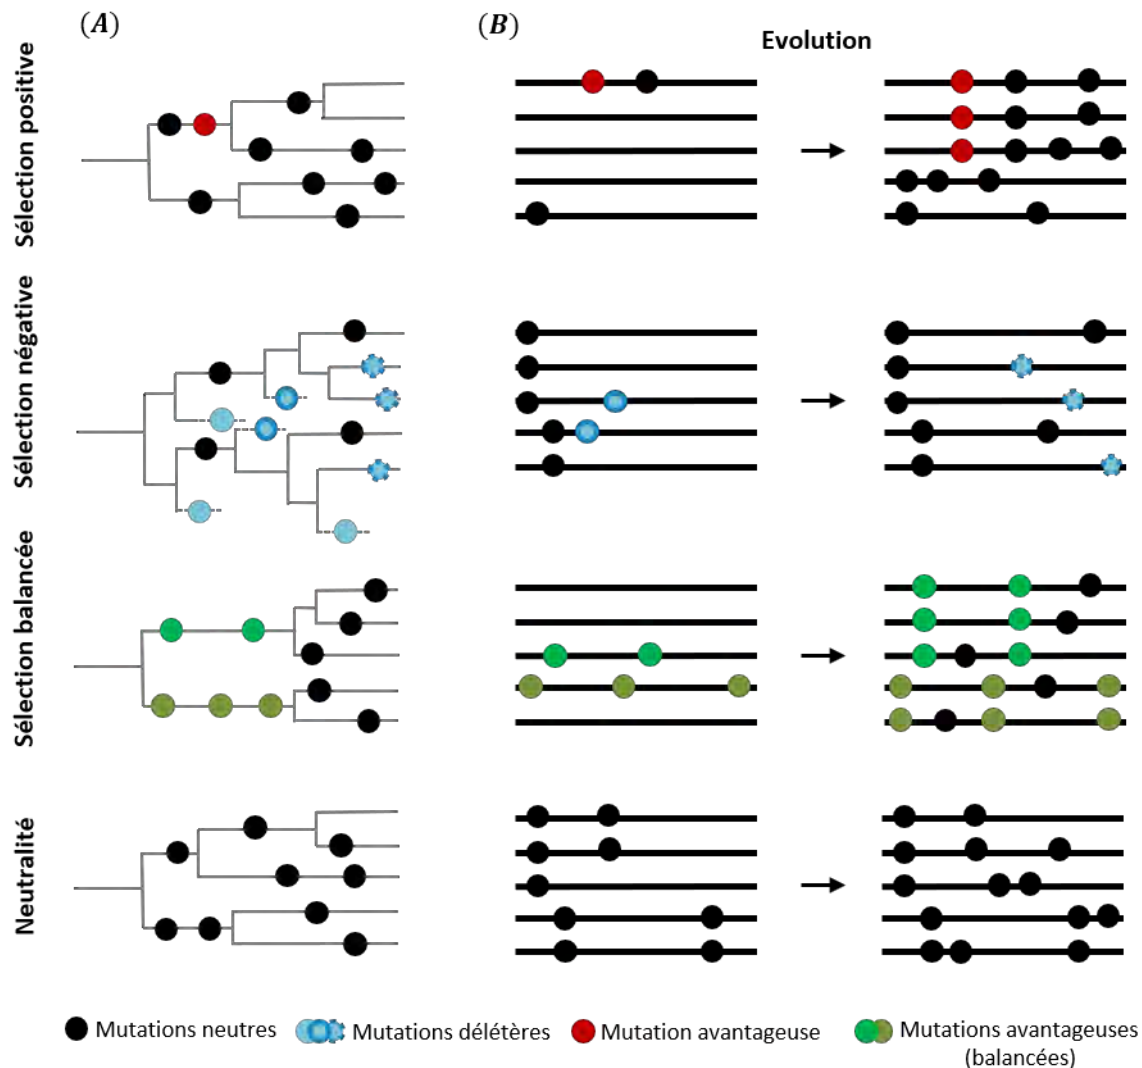 (A)
(B)
Evolution
Sélection positive
Sélection négative
Sélection balancée
Neutralité
Mutations neutres
Mutations délétères
Mutation avantageuse
Mutations avantageuses
(balancées)